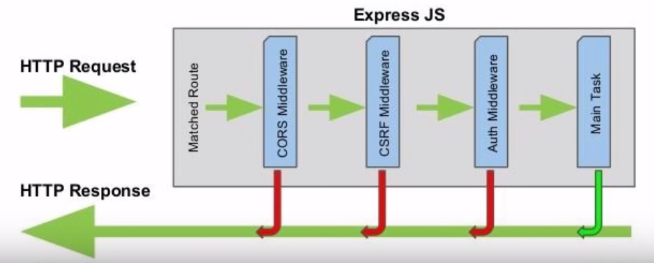 Express JS
HTTP Request
Matched Route
CORS Middleware
CSRF Middleware
Auth Middleware
Main Task
HTTP Response